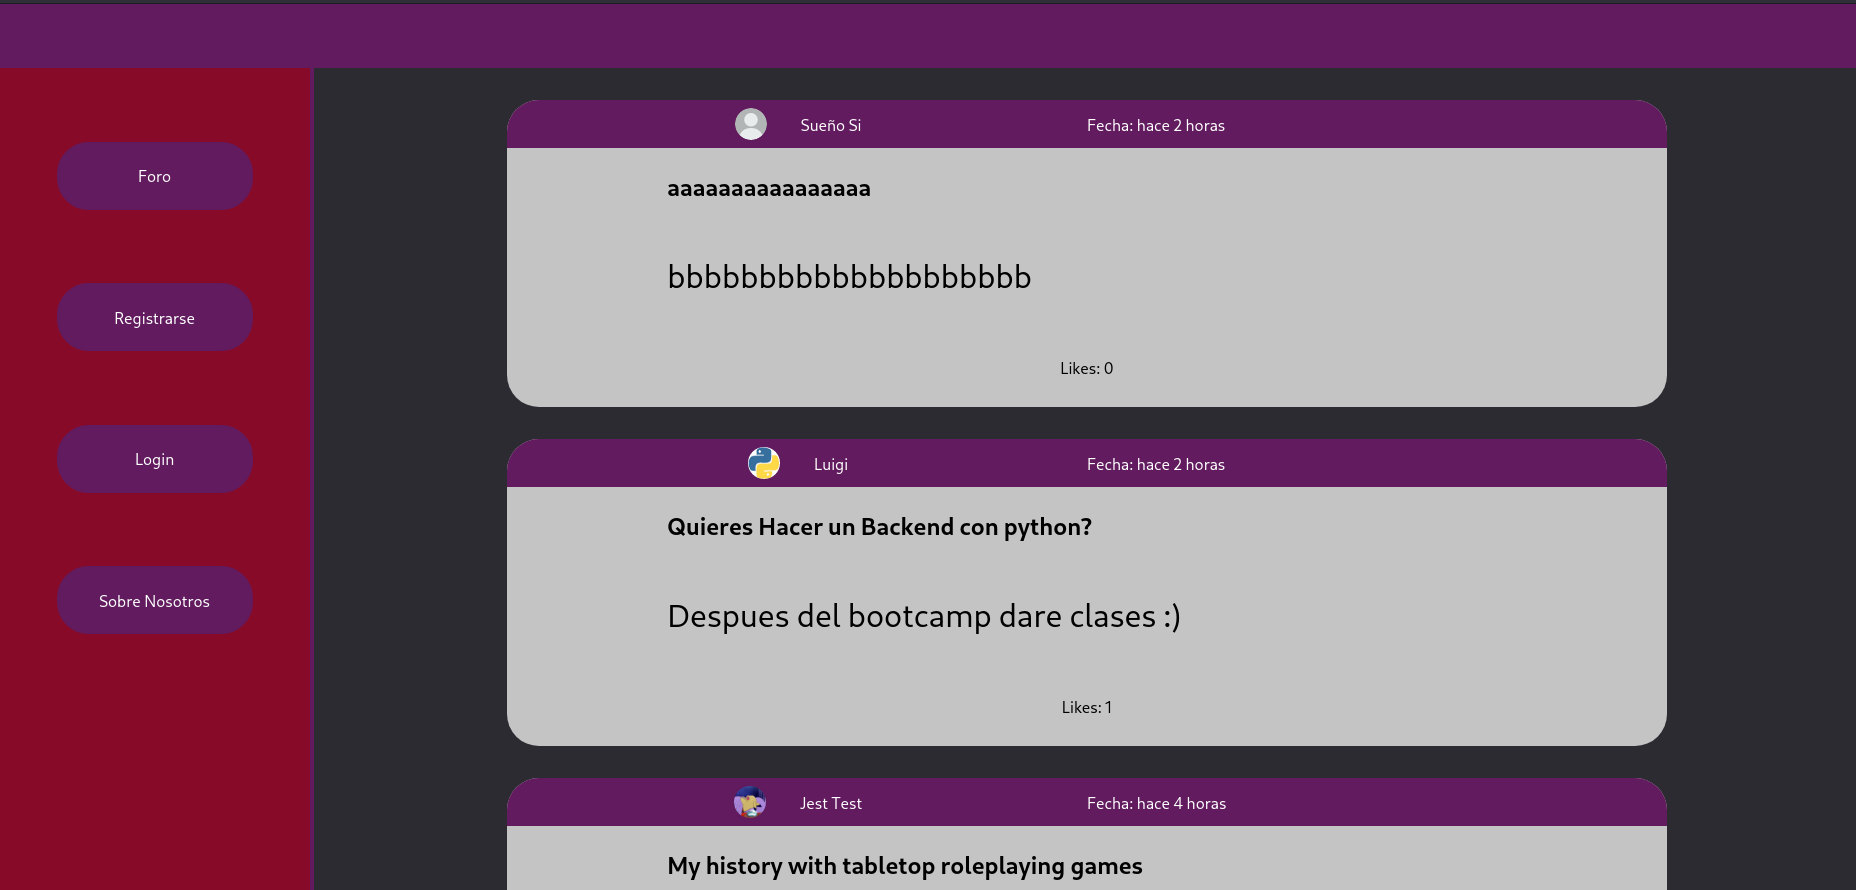 Foro
Registrarse
Login
Sobre Nosotros
Sueño Si
Fecha: hace 2 horas
aaaaaaaaaaaaaaaa
bbbbbbbbbbbbbbbbbbbb
Likes: 0
Luigi
Fecha: hace 2 horas
Quieres Hacer un Backend con python?
Despues del bootcamp dare clases :)
Likes: 1
Jest Test
Fecha: hace 4 horas
My history with tabletop roleplaying games